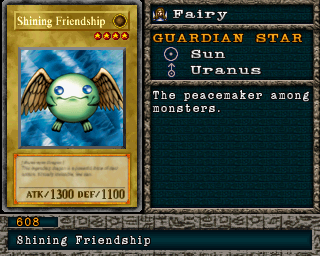 Shining Friendship
ATK/1300 DEF/1100
Fairy
GUARDIAN STAR
Sun
Uranus
The peacemaker among
monsters.
608
Shining Friendship